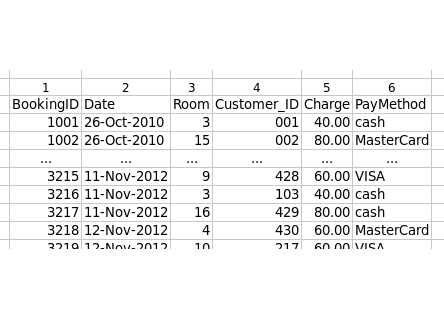 1 2 3 4 5 6
BookingID Date Room Customer_ID Charge PayMethod
1001 26-Oct-2010 3 001 40.00 cash
1002 26-Oct-2010 15 002 80.00 MasterCard
... ... ... ... ... ...
3215 11-Nov-2012 9 428 60.00 VISA
3216 11-Nov-2012 3 103 40.00 cash
3217 11-Nov-2012 16 429 80.00 cash
3218 12-Nov-2012 4 430 60.00 MasterCard
3219 12-Nov-2012 10 217 60.00 VISA